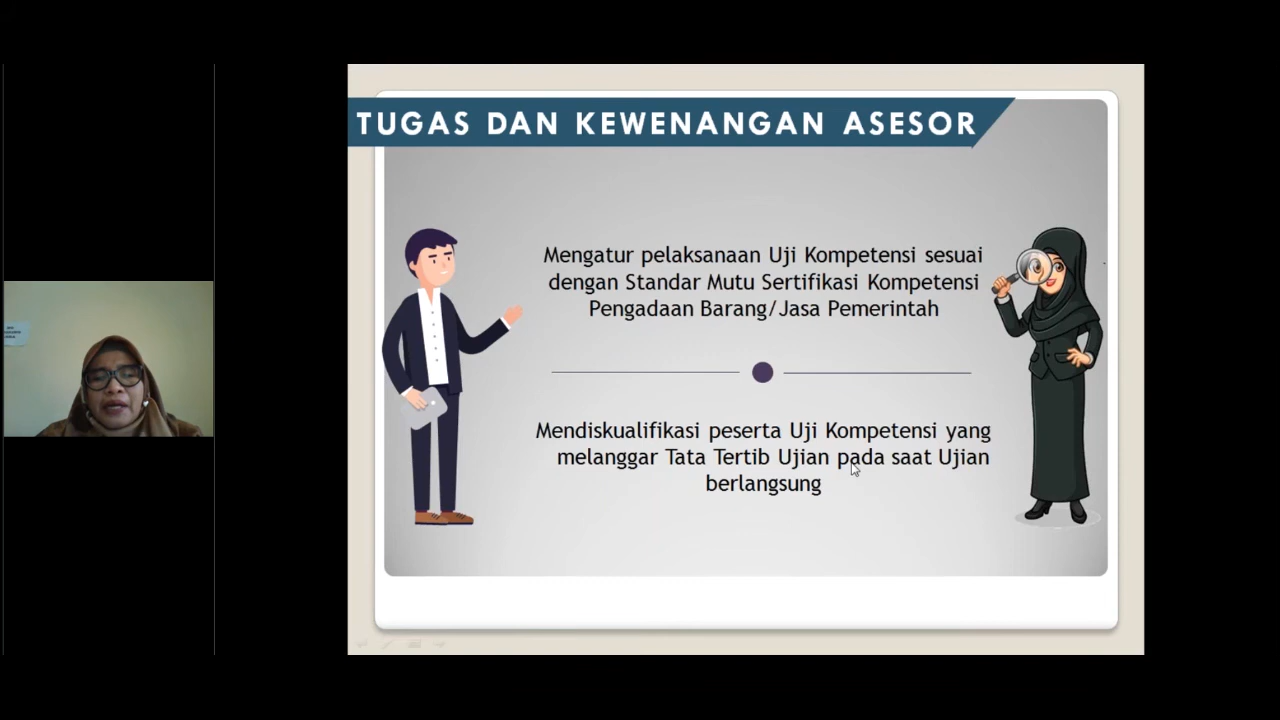 TUGAS DAN KEWENANGAN ASESOR
Mengatur pelaksanaan Uji Kompetensi sesuai
dengan Standar Mutu Sertifikasi Kompetensi
Pengadaan Barang/Jasa Pemerintah
Mendiskualifikasi peserta Uji Kompetensi yang
melanggar Tata Tertib Ujian pada saat Ujian
berlangsung